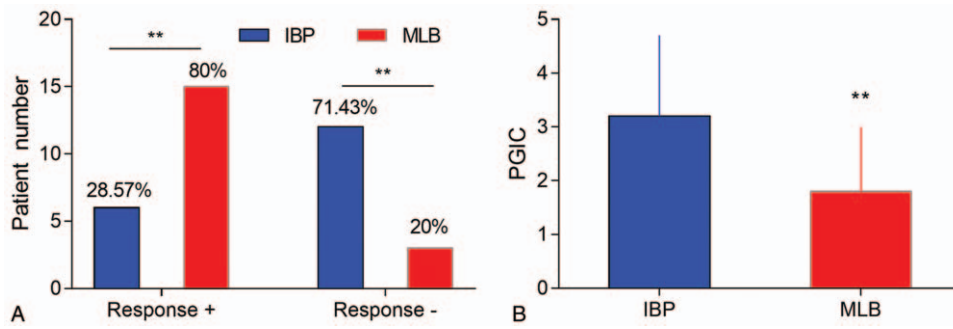 20
15
10
5
0
Patient number
IBP
MLB
**
**
28.57%
80%
71.43%
20%
Response +
Response -
A
5
4
3
2
1
0
PGIC
**
IBP
MLB
B